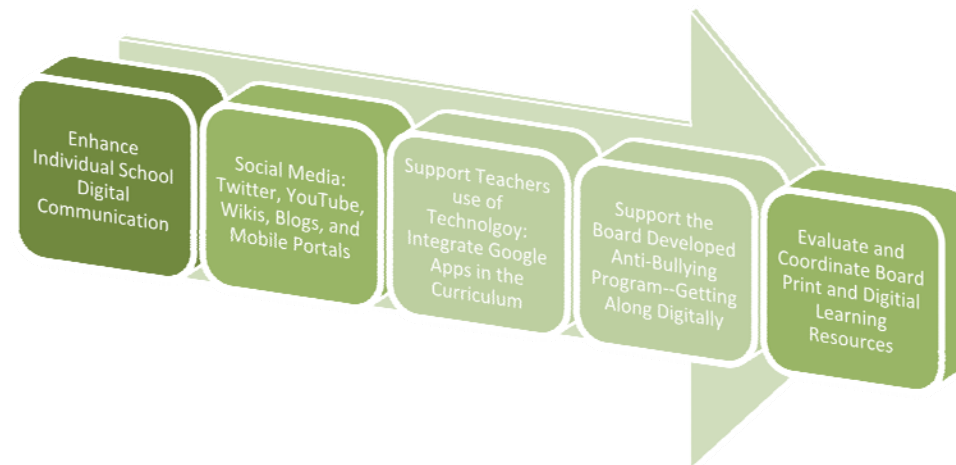 Enhance
Individual School
Digital
Communication
Social Media:
Twitter, YouTube,
Wikis, Blogs, and
Mobile Portals
Support Teachers
use of
Technolgoy:
Integrate Google
Apps in the
Curriculum
Support the
Board Developed
Anti-Bullying
Program--Getting
Along Digitally
Evaluate and
Coordinate Board
Print and Digitial
Learning
Resources